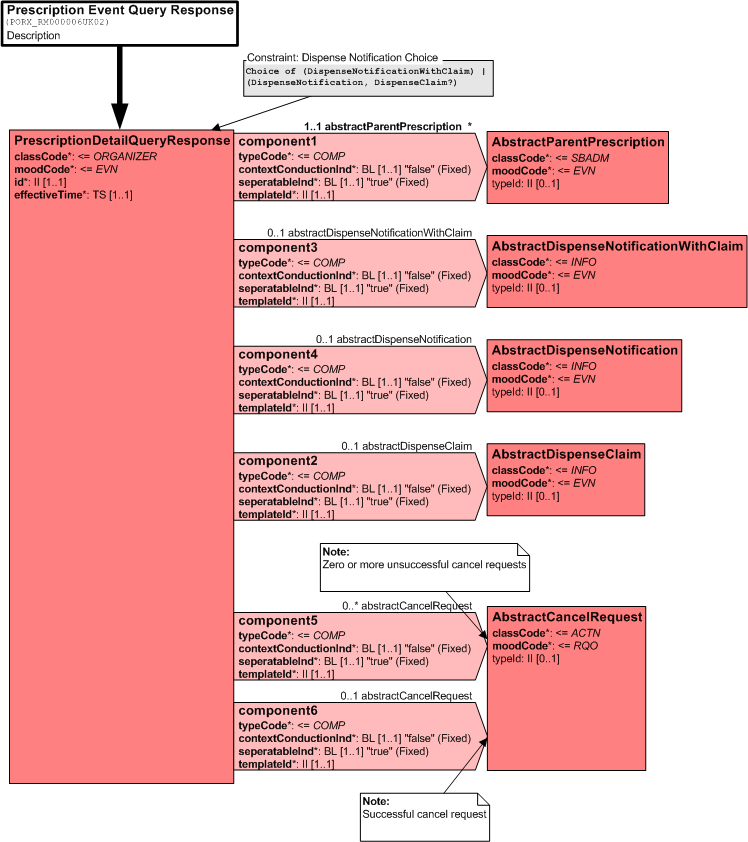 Prescription Event Query Response
(PORX_RM000006UK02)
Description
Constraint: Dispense Notification Choice
Choice of (DispenseNotificationWithClaim) |
(DispenseNotification, DispenseClaim?)
PrescriptionDetailQueryResponse
classCode*: <= ORGANIZER
moodCode*: <= EVN
id*: II [1..1]
effectiveTime*: TS [1..1]
1..1 abstractParentPrescription *
component1
typeCode*: <= COMP
contextConductionInd*: BL [1..1] "false" (Fixed)
seperatableInd*: BL [1..1] "true" (Fixed)
templateId*: II [1..1]
AbstractParentPrescription
classCode*: <= SBADM
moodCode*: <= EVN
typeId: II [0..1]
0..1 abstractDispenseNotificationWithClaim
component3
typeCode*: <= COMP
contextConductionInd*: BL [1..1] "false" (Fixed)
seperatableInd*: BL [1..1] "true" (Fixed)
templateId*: II [1..1]
AbstractDispenseNotificationWithClaim
classCode*: <= INFO
moodCode*: <= EVN
typeId: II [0..1]
0..1 abstractDispenseNotification
component4
typeCode*: <= COMP
contextConductionInd*: BL [1..1] "false" (Fixed)
seperatableInd*: BL [1..1] "true" (Fixed)
templateId*: II [1..1]
AbstractDispenseNotification
classCode*: <= INFO
moodCode*: <= EVN
typeId: II [0..1]
0..1 abstractDispenseClaim
component2
typeCode*: <= COMP
contextConductionInd*: BL [1..1] "false" (Fixed)
seperatableInd*: BL [1..1] "true" (Fixed)
templateId*: II [1..1]
AbstractDispenseClaim
classCode*: <= INFO
moodCode*: <= EVN
typeId: II [0..1]
Note:
Zero or more unsuccessful cancel requests
0..* abstractCancelRequest
component5
typeCode*: <= COMP
contextConductionInd*: BL [1..1] "false" (Fixed)
seperatableInd*: BL [1..1] "true" (Fixed)
templateId*: II [1..1]
AbstractCancelRequest
classCode*: <= ACTN
moodCode*: <= RQO
typeId: II [0..1]
0..1 abstractCancelRequest
component6
typeCode*: <= COMP
contextConductionInd*: BL [1..1] "false" (Fixed)
seperatableInd*: BL [1..1] "true" (Fixed)
templateId*: II [1..1]
Note:
Successful cancel request